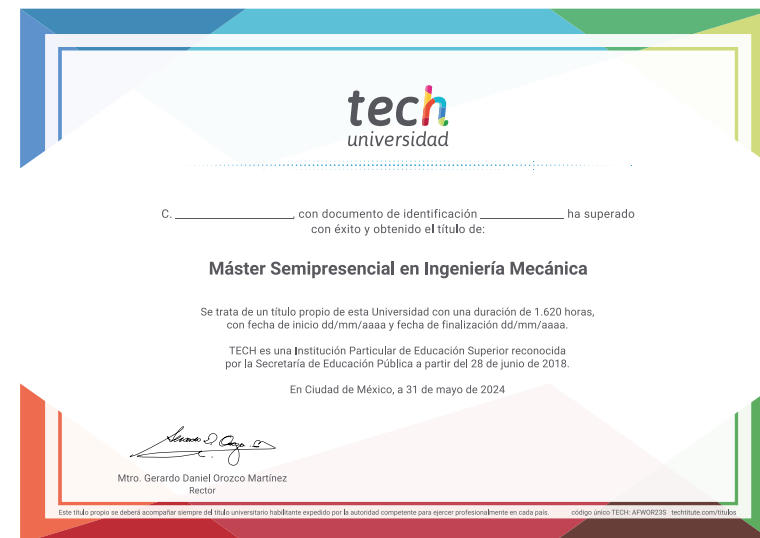 tech
universidad
C. ____________________, con documento de identificación ______________ ha superado
con éxito y obtenido el título de:
Máster Semipresencial en Ingeniería Mecánica
Se trata de un título propio de esta Universidad con una duración de 1.620 horas,
con fecha de inicio dd/mm/aaaa y fecha de finalización dd/mm/aaaa.
TECH es una Institución Particular de Educación Superior reconocida
por la Secretaría de Educación Pública a partir del 28 de junio de 2018.
En Ciudad de México, a 31 de mayo de 2024
Mtro. Gerardo Daniel Orozco Martínez
Rector
Este título propio se deberá acompañar siempre del título universitario habilitante expedido por la autoridad competente para ejercer profesionalmente en cada país. código único TECH: AFWOR23S techtitute.com/titulos